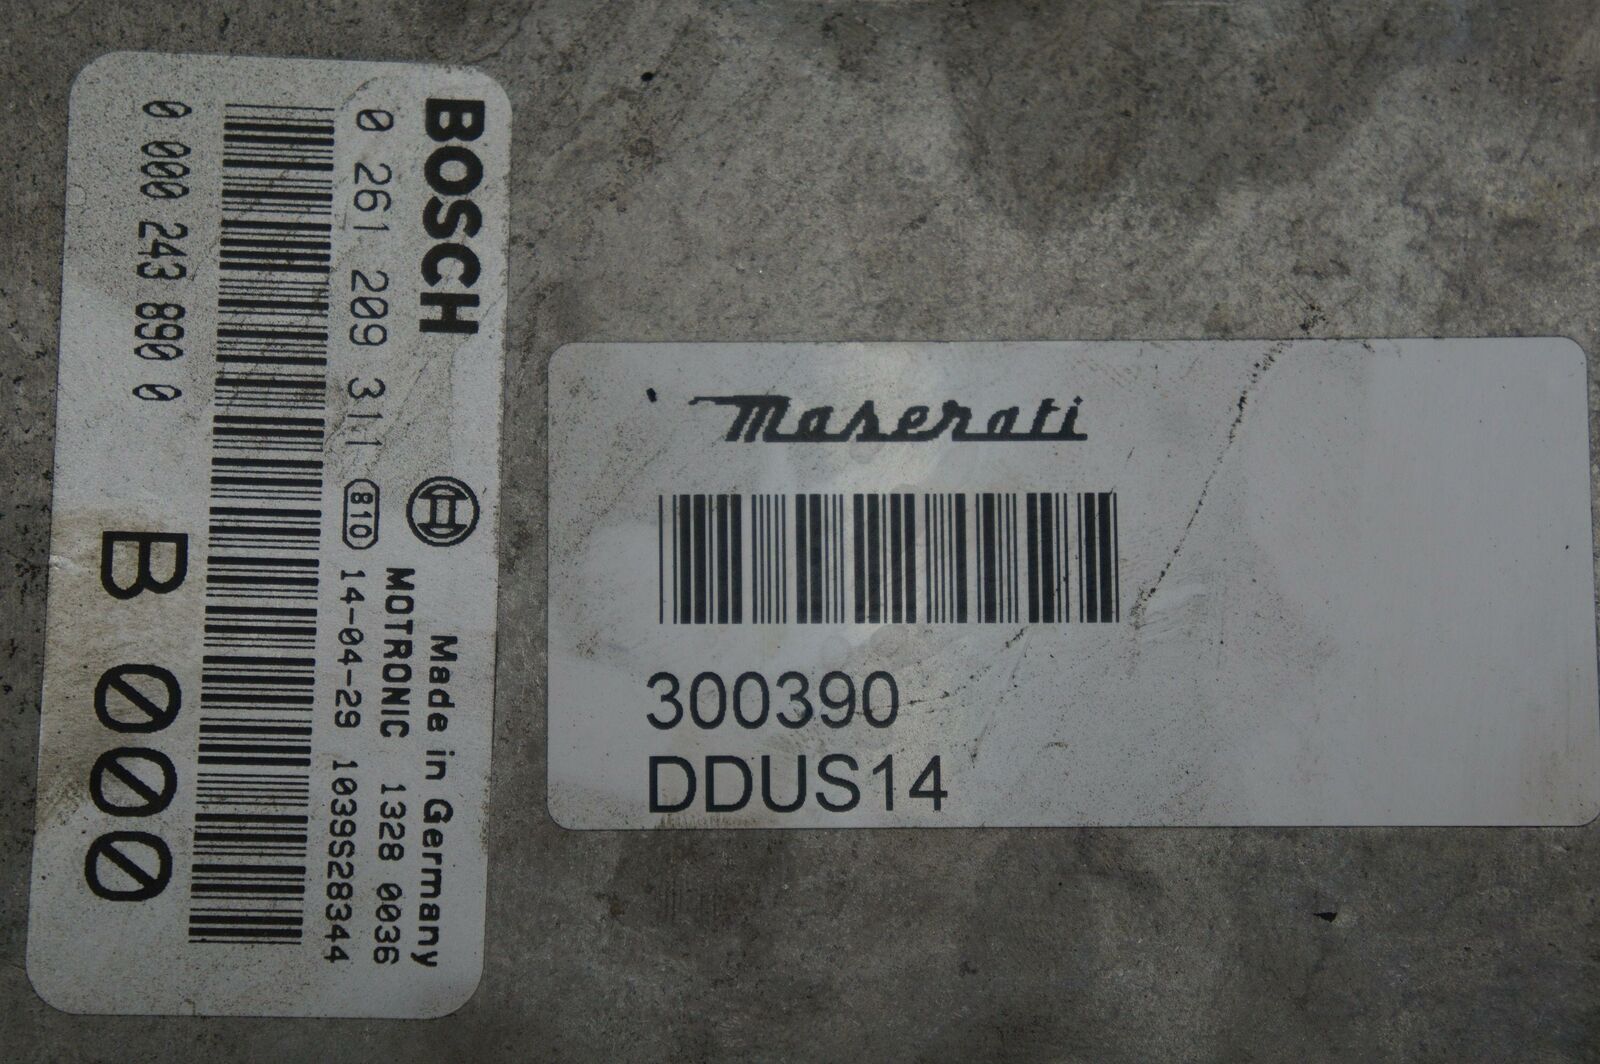 BOSCH
Made in Germany
MOTRONIC 1328 0036
0 261 209 311 810 14-04-29 1039S28344
0 000 243 890 0
B 000
Maserati
300390
DDUS14